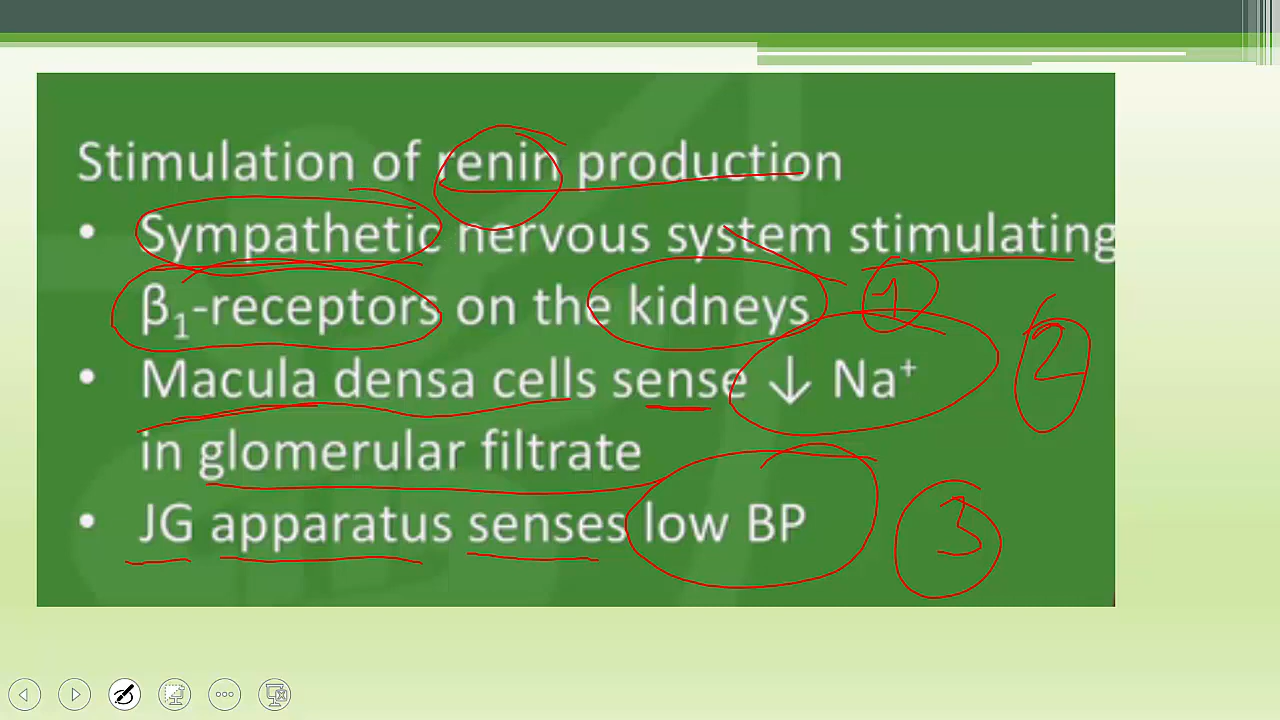 Stimulation of renin production
• Sympathetic nervous system stimulating
β₁-receptors on the kidneys 1
• Macula densa cells sense ↓ Na⁺ 2
in glomerular filtrate
• JG apparatus senses low BP 3